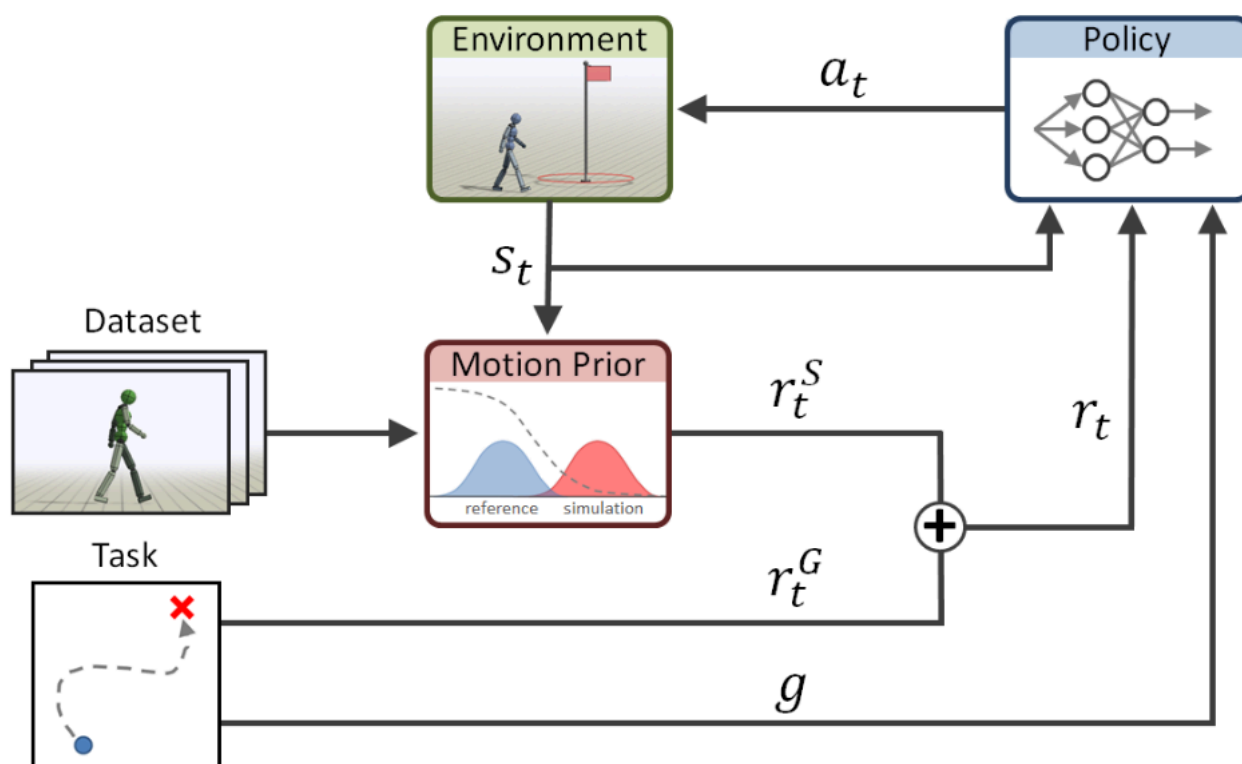 Environment
Policy
a_t
s_t
Dataset
Motion Prior
reference
simulation
r_t^S
r_t
+
Task
r_t^G
g